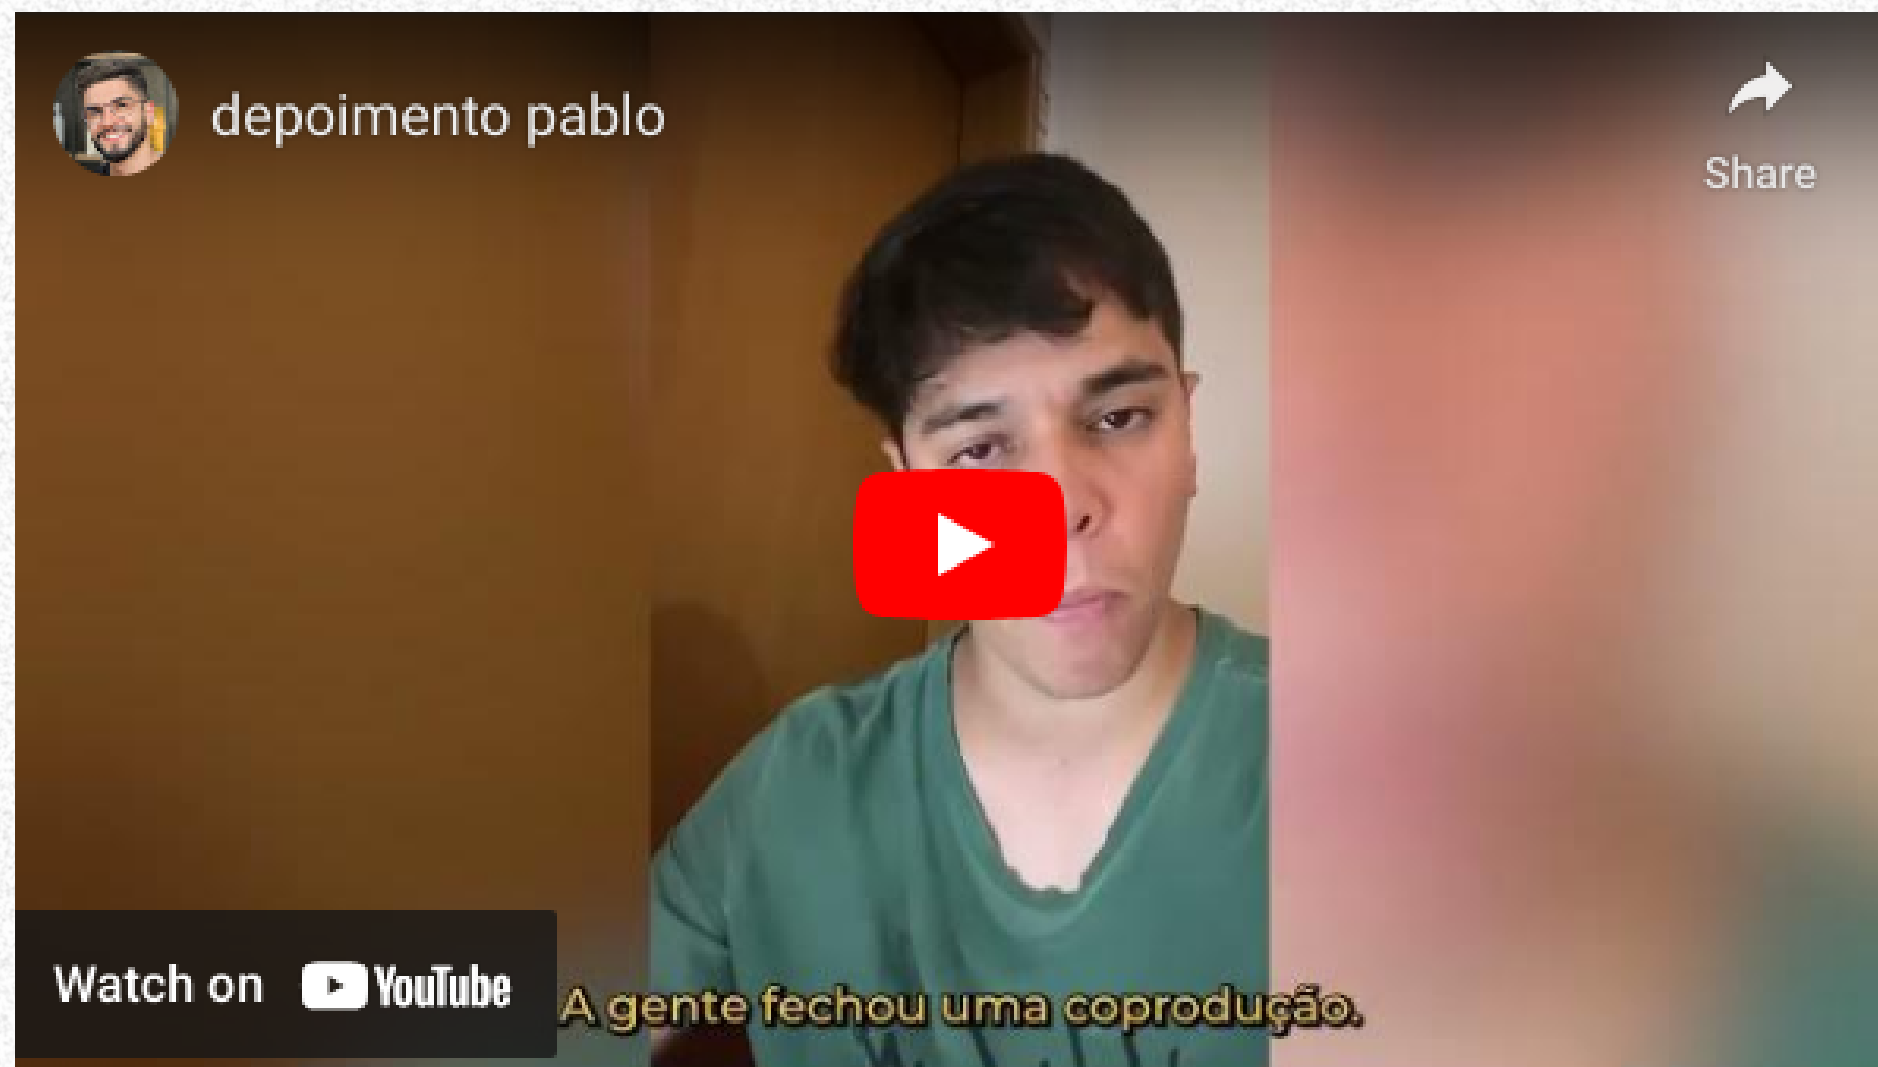 depoimento pablo
Share
Watch on YouTube
A gente fechou uma coprodução.